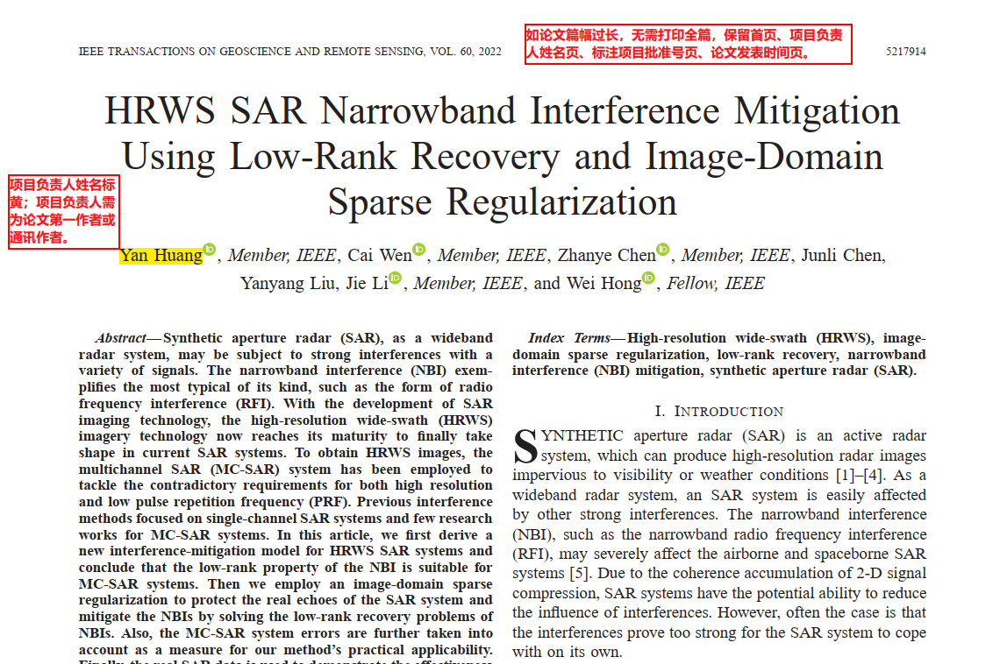 IEEE TRANSACTIONS ON GEOSCIENCE AND REMOTE SENSING, VOL. 60, 2022
如论文篇幅过长，无需打印全篇，保留首页、项目负责
人姓名页、标注项目批准号页、论文发表时间页。
5217914
HRWS SAR Narrowband Interference Mitigation
Using Low-Rank Recovery and Image-Domain
Sparse Regularization
项目负责人姓名标
黄；项目负责人需
为论文第一作者或
通讯作者。
Yan Huang, Member, IEEE, Cai Wen, Member, IEEE, Zhanye Chen, Member, IEEE, Junli Chen,
Yanyang Liu, Jie Li, Member, IEEE, and Wei Hong, Fellow, IEEE
Abstract—Synthetic aperture radar (SAR), as a wideband
radar system, may be subject to strong interferences with a
variety of signals. The narrowband interference (NBI) exem-
plifies the most typical of its kind, such as the form of radio
frequency interference (RFI). With the development of SAR
imaging technology, the high-resolution wide-swath (HRWS)
imagery technology now reaches its maturity to finally take
shape in current SAR systems. To obtain HRWS images, the
multichannel SAR (MC-SAR) system has been employed to
tackle the contradictory requirements for both high resolution
and low pulse repetition frequency (PRF). Previous interference
methods focused on single-channel SAR systems and few research
works for MC-SAR systems. In this article, we first derive a
new interference-mitigation model for HRWS SAR systems and
conclude that the low-rank property of the NBI is suitable for
MC-SAR systems. Then we employ an image-domain sparse
regularization to protect the real echoes of the SAR system and
mitigate the NBIs by solving the low-rank recovery problems of
NBIs. Also, the MC-SAR system errors are further taken into
account as a measure for our method's practical applicability.
Finally, the real SAR data is used to demonstrate the effectiveness
Index Terms—High-resolution wide-swath (HRWS), image-
domain sparse regularization, low-rank recovery, narrowband
interference (NBI) mitigation, synthetic aperture radar (SAR).
I. INTRODUCTION
SYNTHETIC aperture radar (SAR) is an active radar
system, which can produce high-resolution radar images
impervious to visibility or weather conditions [1]–[4]. As a
wideband radar system, an SAR system is easily affected
by other strong interferences. The narrowband interference
(NBI), such as the narrowband radio frequency interference
(RFI), may severely affect the airborne and spaceborne SAR
systems [5]. Due to the coherence accumulation of 2-D signal
compression, SAR systems have the potential ability to reduce
the influence of interferences. However, often the case is that
the interferences prove too strong for the SAR system to cope
with on its own.